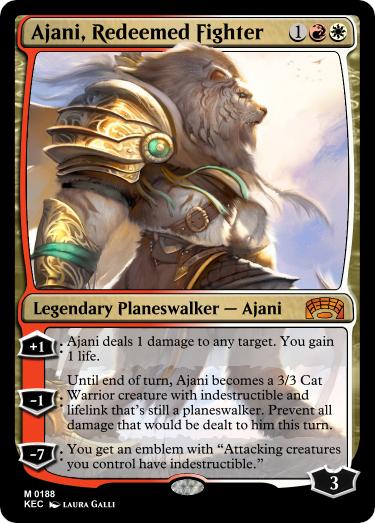 Ajani, Redeemed Fighter 1
Legendary Planeswalker — Ajani
+1: Ajani deals 1 damage to any target. You gain
1 life.
Until end of turn, Ajani becomes a 3/3 Cat
-1: Warrior creature with indestructible and
lifelink that's still a planeswalker. Prevent all
damage that would be dealt to him this turn.
-7: You get an emblem with “Attacking creatures
you control have indestructible.”
3
M 0188
KEC LAURA GALLI